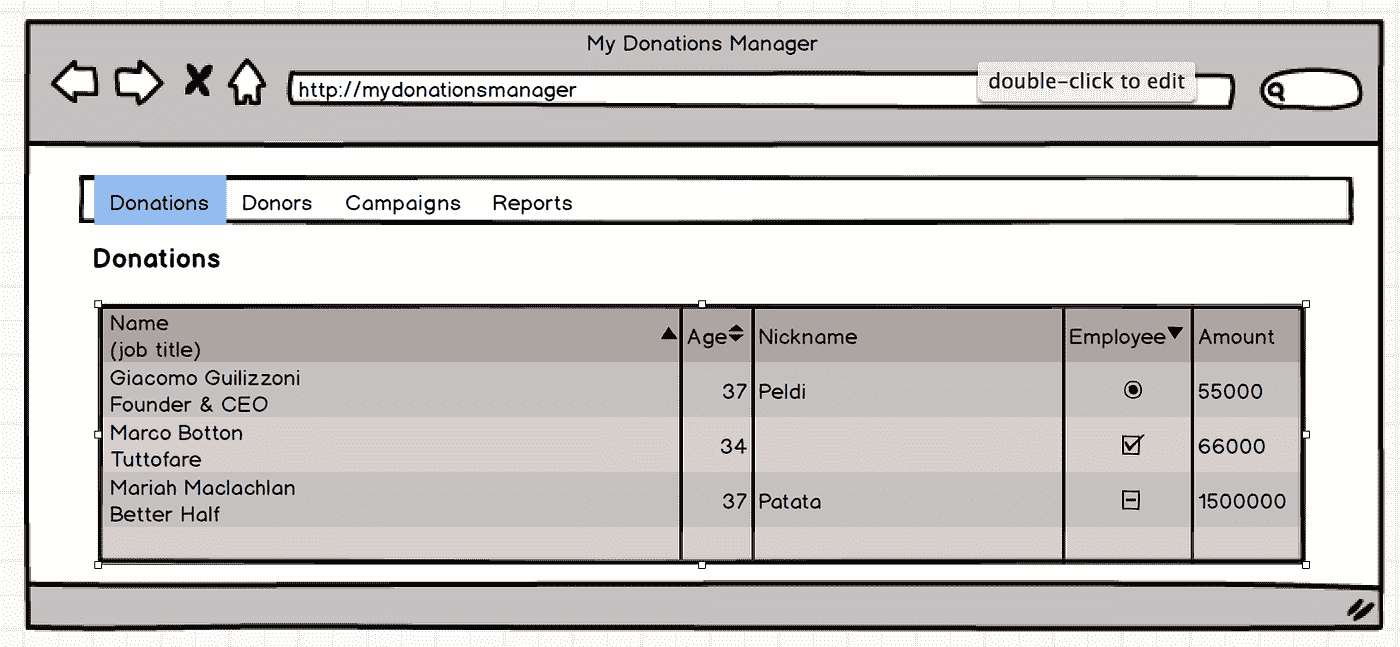 My Donations Manager
http://mydonationsmanager
double-click to edit
Donations Donors Campaigns Reports
Donations
Name
(job title)
Age Nickname Employee Amount
Giacomo Guilizzoni
Founder & CEO
37 Peldi 55000
Marco Botton
Tuttofare
34 66000
Mariah Maclachlan
Better Half
37 Patata 1500000